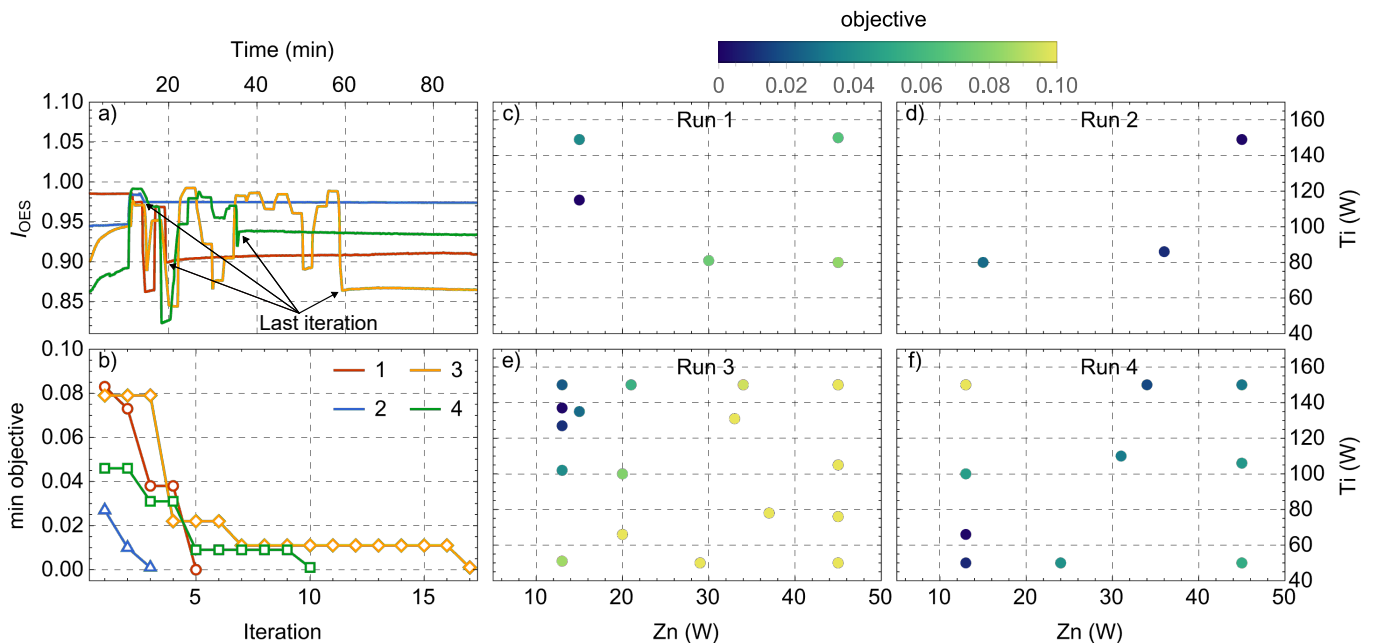 objective
0 0.02 0.04 0.06 0.08 0.10
Time (min)
20 40 60 80
a)
1.10
1.05
1.00
0.95
0.90
0.85
I_OES
Last iteration
c) Run 1
d) Run 2
160
140
120
100
80
60
40
Ti (W)
b)
0.10
0.08
0.06
0.04
0.02
0.00
min objective
1 3
2 4
5 10 15
Iteration
e) Run 3
10 20 30 40 50
Zn (W)
f) Run 4
160
140
120
100
80
60
40
Ti (W)
10 20 30 40 50
Zn (W)